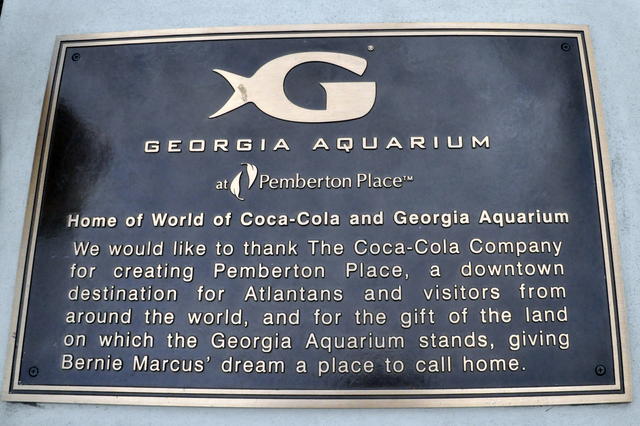 GEORGIA AQUARIUM
at Pemberton Place™
Home of World of Coca-Cola and Georgia Aquarium
We would like to thank The Coca-Cola Company
for creating Pemberton Place, a downtown
destination for Atlantans and visitors from
around the world, and for the gift of the land
on which the Georgia Aquarium stands, giving
Bernie Marcus' dream a place to call home.